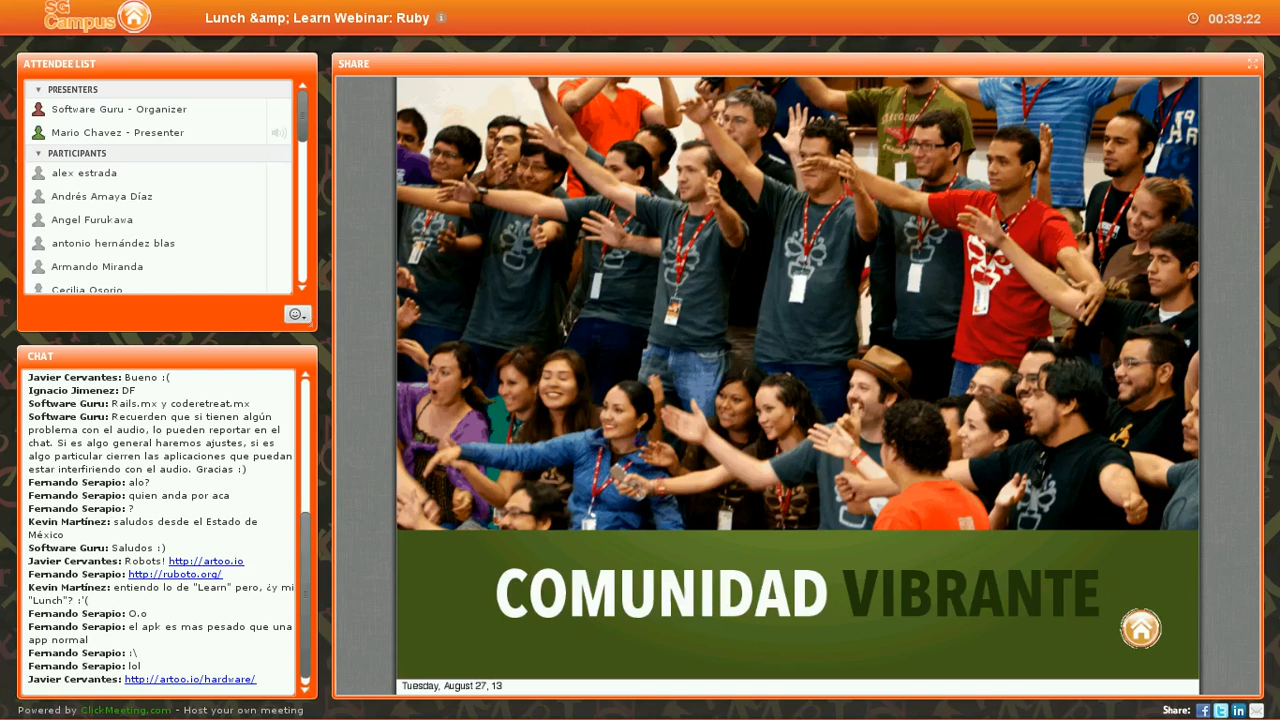 SG
Campus
Lunch &amp; Learn Webinar: Ruby
00:39:22
ATTENDEE LIST
PRESENTERS
Software Guru - Organizer
Mario Chavez - Presenter
PARTICIPANTS
alex estrada
Andrés Amaya Díaz
Angel Furukawa
antonio hernández blas
Armando Miranda
Cecilia Osorio
CHAT
Javier Cervantes: Bueno :(
Ignacio Jimenez: DF
Software Guru: Rails.mx y coderetreat.mx
Software Guru: Recuerden que si tienen algún
problema con el audio, lo pueden reportar en el
chat. Si es algo general haremos ajustes, si es
algo particular cierren las aplicaciones que puedan
estar interfiriendo con el audio. Gracias :)
Fernando Serapio: alo?
Fernando Serapio: quien anda por aca
Fernando Serapio: ?
Kevin Martínez: saludos desde el Estado de
México
Software Guru: Saludos :)
Javier Cervantes: Robots! http://artoo.io
Fernando Serapio: http://ruboto.org/
Kevin Martínez: entiendo lo de "Learn" pero, ¿y mi
"Lunch"? :'(
Fernando Serapio: O.o
Fernando Serapio: el apk es mas pesado que una
app normal
Fernando Serapio: :\
Fernando Serapio: lol
Javier Cervantes: http://artoo.io/hardware/
Powered by ClickMeeting.com - Host your own meeting
SHARE
COMUNIDAD VIBRANTE
Tuesday, August 27, 13
Share: